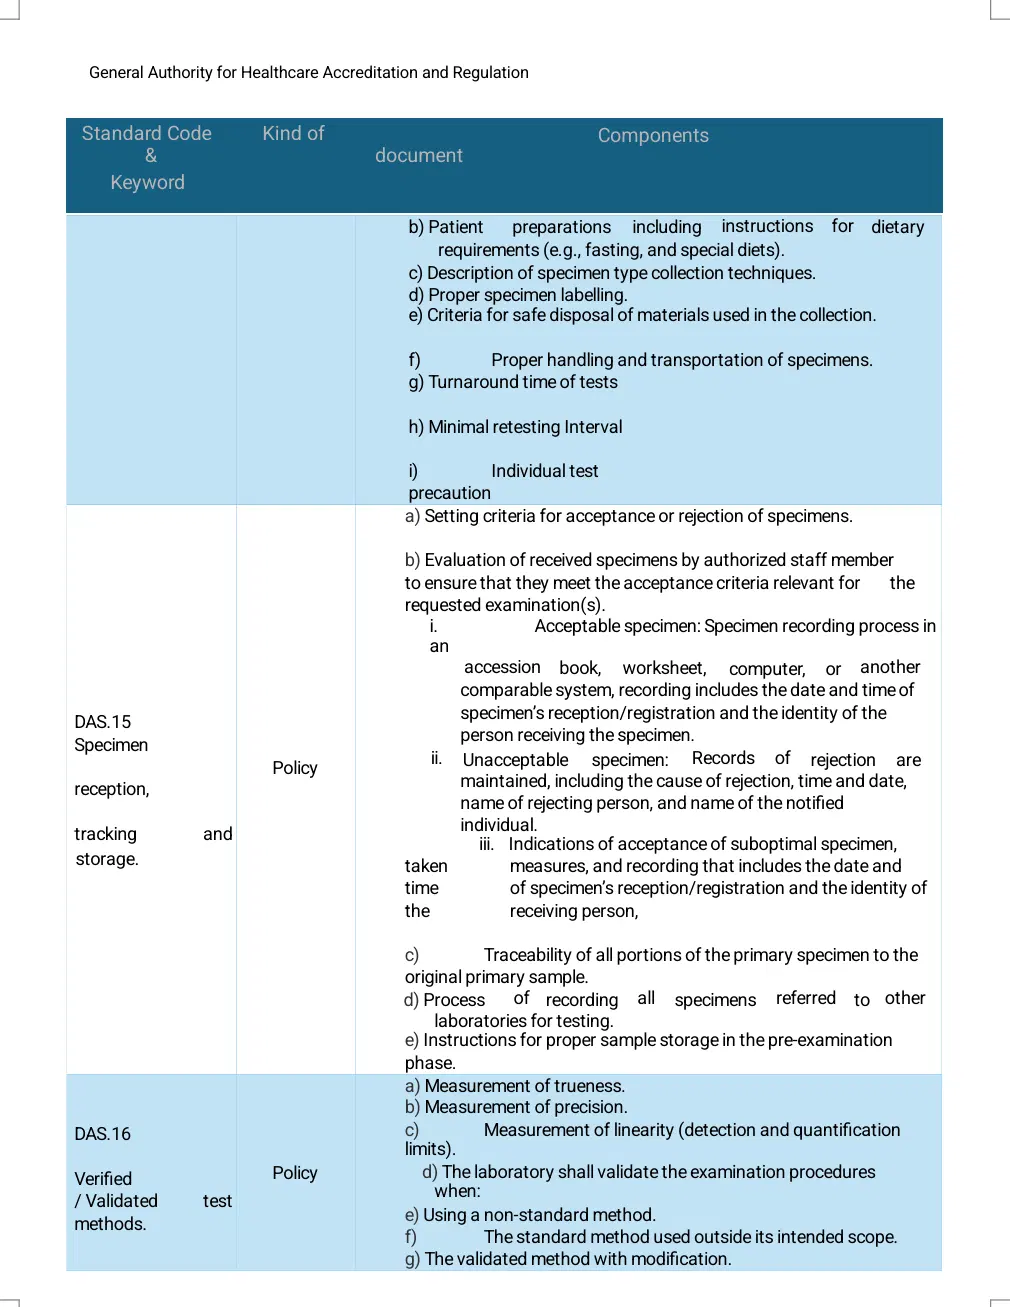 General Authority for Healthcare Accreditation and Regulation
Standard Code
&
Keyword
Kind of
document
Components
b) Patient preparations including instructions for dietary
requirements (e.g., fasting, and special diets).
c) Description of specimen type collection techniques.
d) Proper specimen labelling.
e) Criteria for safe disposal of materials used in the collection.
f) Proper handling and transportation of specimens.
g) Turnaround time of tests
h) Minimal retesting Interval
i) Individual test
precaution
DAS.15
Specimen
reception,
tracking and
storage.
Policy
a) Setting criteria for acceptance or rejection of specimens.
b) Evaluation of received specimens by authorized staff member
to ensure that they meet the acceptance criteria relevant for the
requested examination(s).
i. Acceptable specimen: Specimen recording process in
an
accession book, worksheet, computer, or another
comparable system, recording includes the date and time of
specimen’s reception/registration and the identity of the
person receiving the specimen.
ii. Unacceptable specimen: Records of rejection are
maintained, including the cause of rejection, time and date,
name of rejecting person, and name of the notified
individual.
iii. Indications of acceptance of suboptimal specimen,
taken measures, and recording that includes the date and
time of specimen’s reception/registration and the identity of
the receiving person,
c) Traceability of all portions of the primary specimen to the
original primary sample.
d) Process of recording all specimens referred to other
laboratories for testing.
e) Instructions for proper sample storage in the pre-examination
phase.
DAS.16
Verified
/ Validated test
methods.
Policy
a) Measurement of trueness.
b) Measurement of precision.
c) Measurement of linearity (detection and quantification
limits).
d) The laboratory shall validate the examination procedures
when:
e) Using a non-standard method.
f) The standard method used outside its intended scope.
g) The validated method with modification.